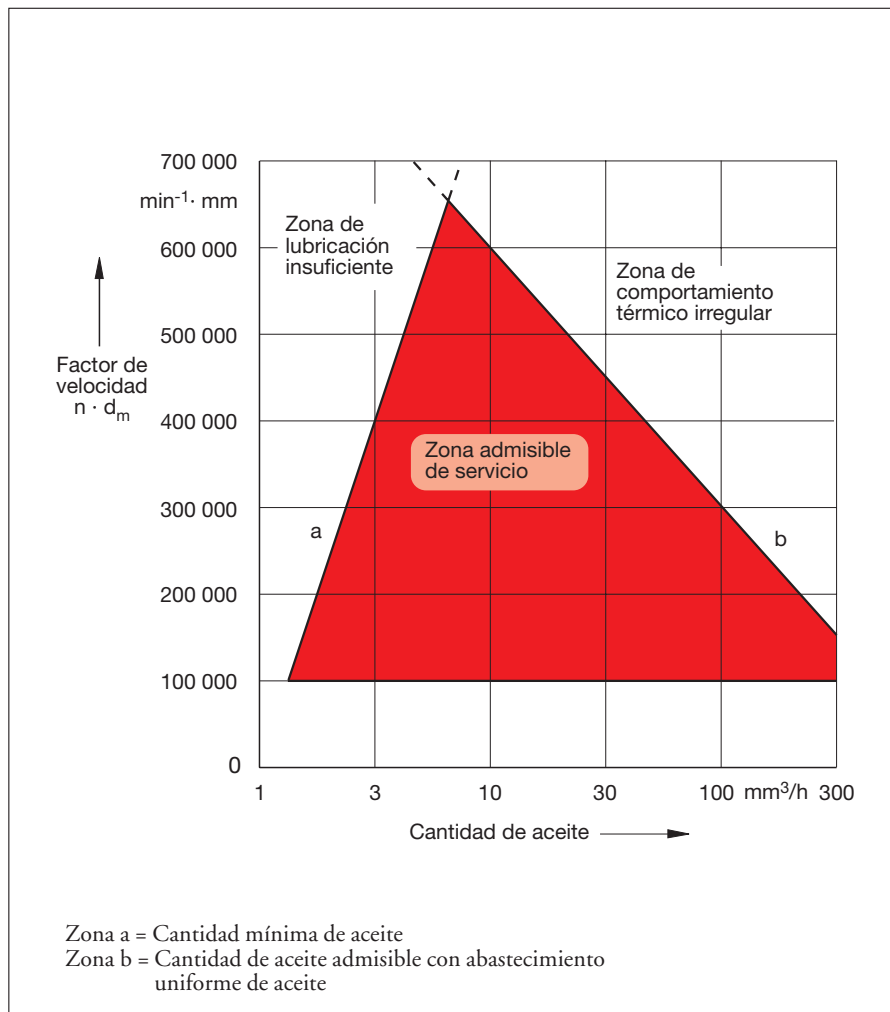 700 000
min-1· mm
600 000
500 000
400 000
300 000
200 000
100 000
0
Factor de
velocidad
n · dm
Zona de
lubricación
insuficiente
Zona de
comportamiento
térmico irregular
Zona admisible
de servicio
a
b
1 3 10 30 100 mm³/h 300
Cantidad de aceite
Zona a = Cantidad mínima de aceite
Zona b = Cantidad de aceite admisible con abastecimiento
uniforme de aceite